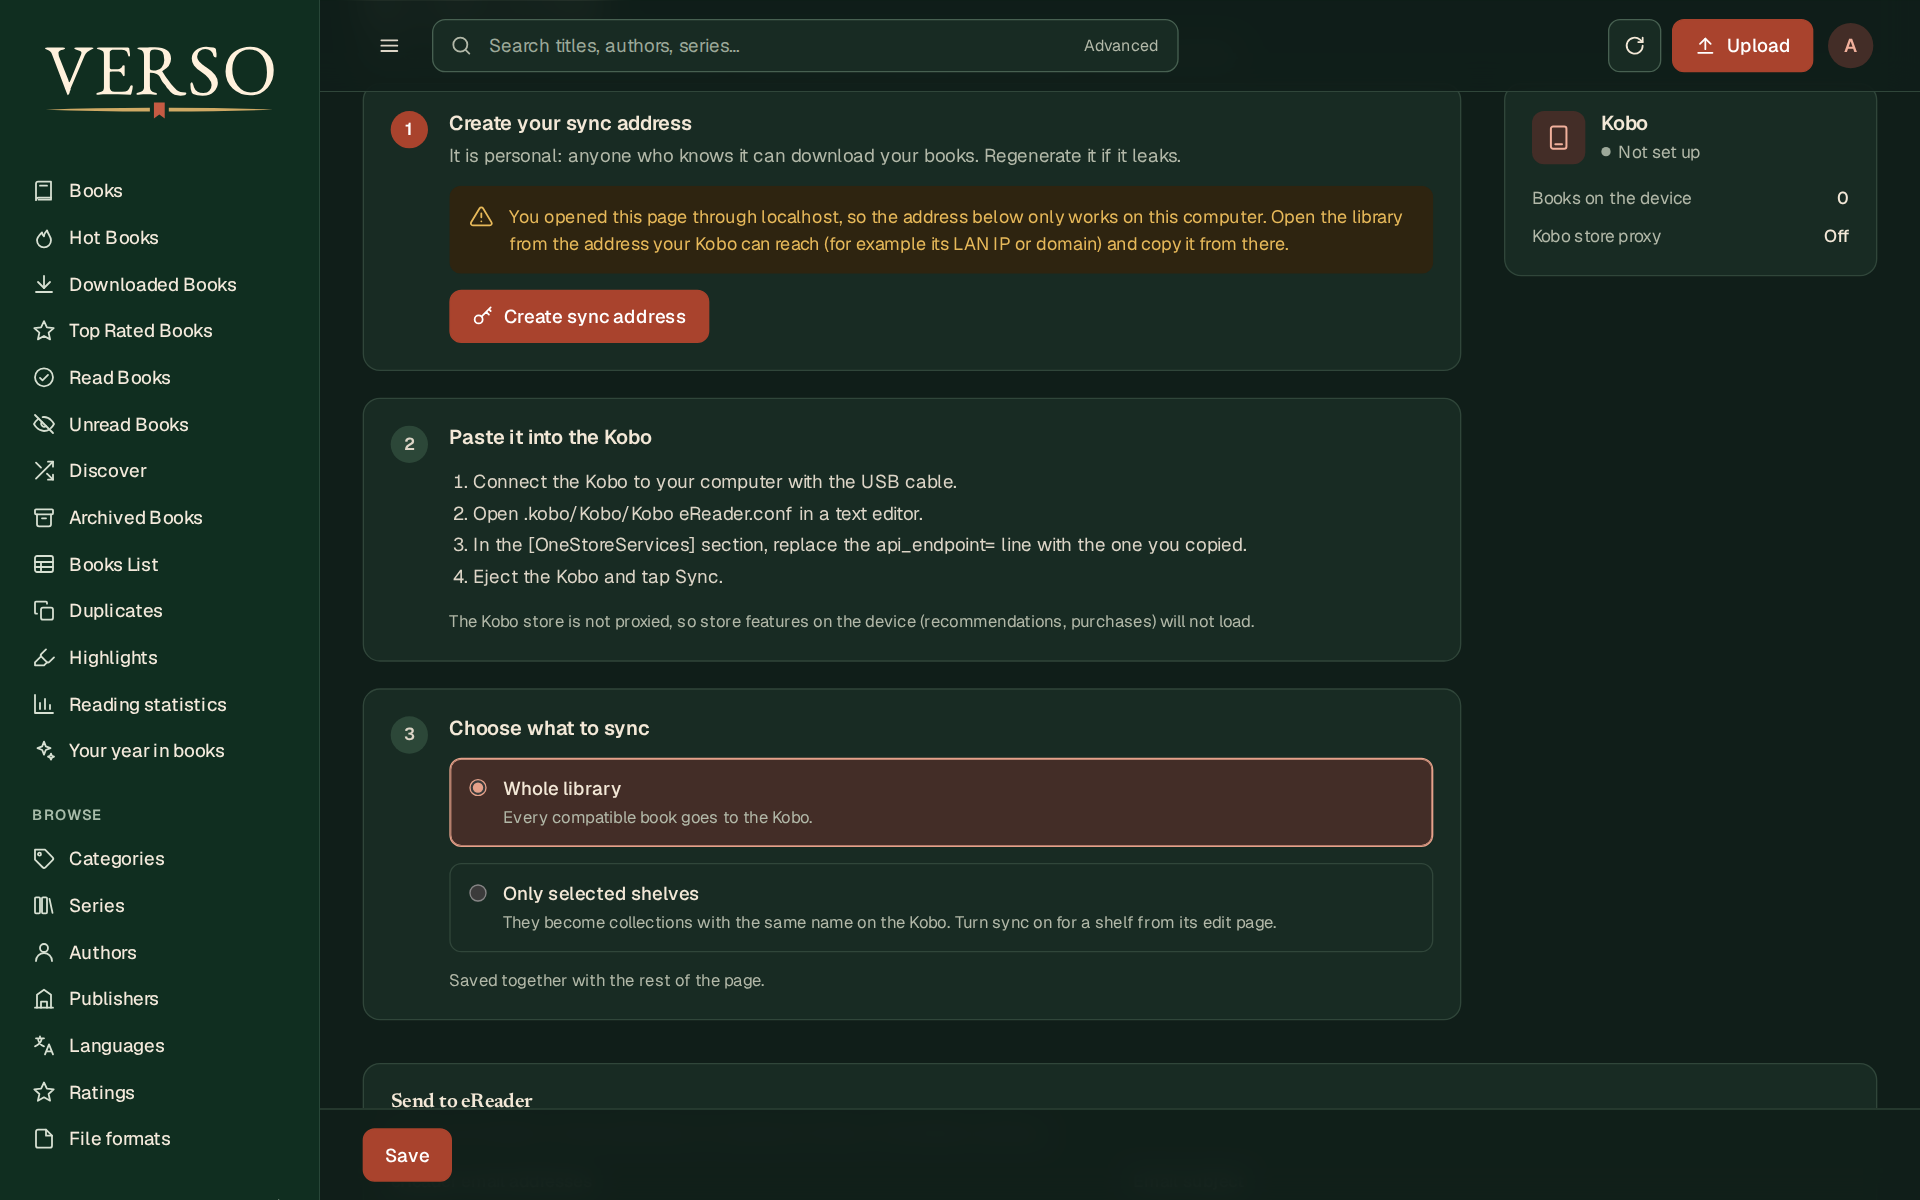 VERSO
Search titles, authors, series...
Advanced
Upload
A
Books
Hot Books
Downloaded Books
Top Rated Books
Read Books
Unread Books
Discover
Archived Books
Books List
Duplicates
Highlights
Reading statistics
Your year in books
BROWSE
Categories
Series
Authors
Publishers
Languages
Ratings
File formats
1
Create your sync address
It is personal: anyone who knows it can download your books. Regenerate it if it leaks.
You opened this page through localhost, so the address below only works on this computer. Open the library
from the address your Kobo can reach (for example its LAN IP or domain) and copy it from there.
Create sync address
2
Paste it into the Kobo
1. Connect the Kobo to your computer with the USB cable.
2. Open .kobo/Kobo/Kobo eReader.conf in a text editor.
3. In the [OneStoreServices] section, replace the api_endpoint= line with the one you copied.
4. Eject the Kobo and tap Sync.
The Kobo store is not proxied, so store features on the device (recommendations, purchases) will not load.
3
Choose what to sync
Whole library
Every compatible book goes to the Kobo.
Only selected shelves
They become collections with the same name on the Kobo. Turn sync on for a shelf from its edit page.
Saved together with the rest of the page.
Kobo
Not set up
Books on the device 0
Kobo store proxy Off
Send to eReader
Save